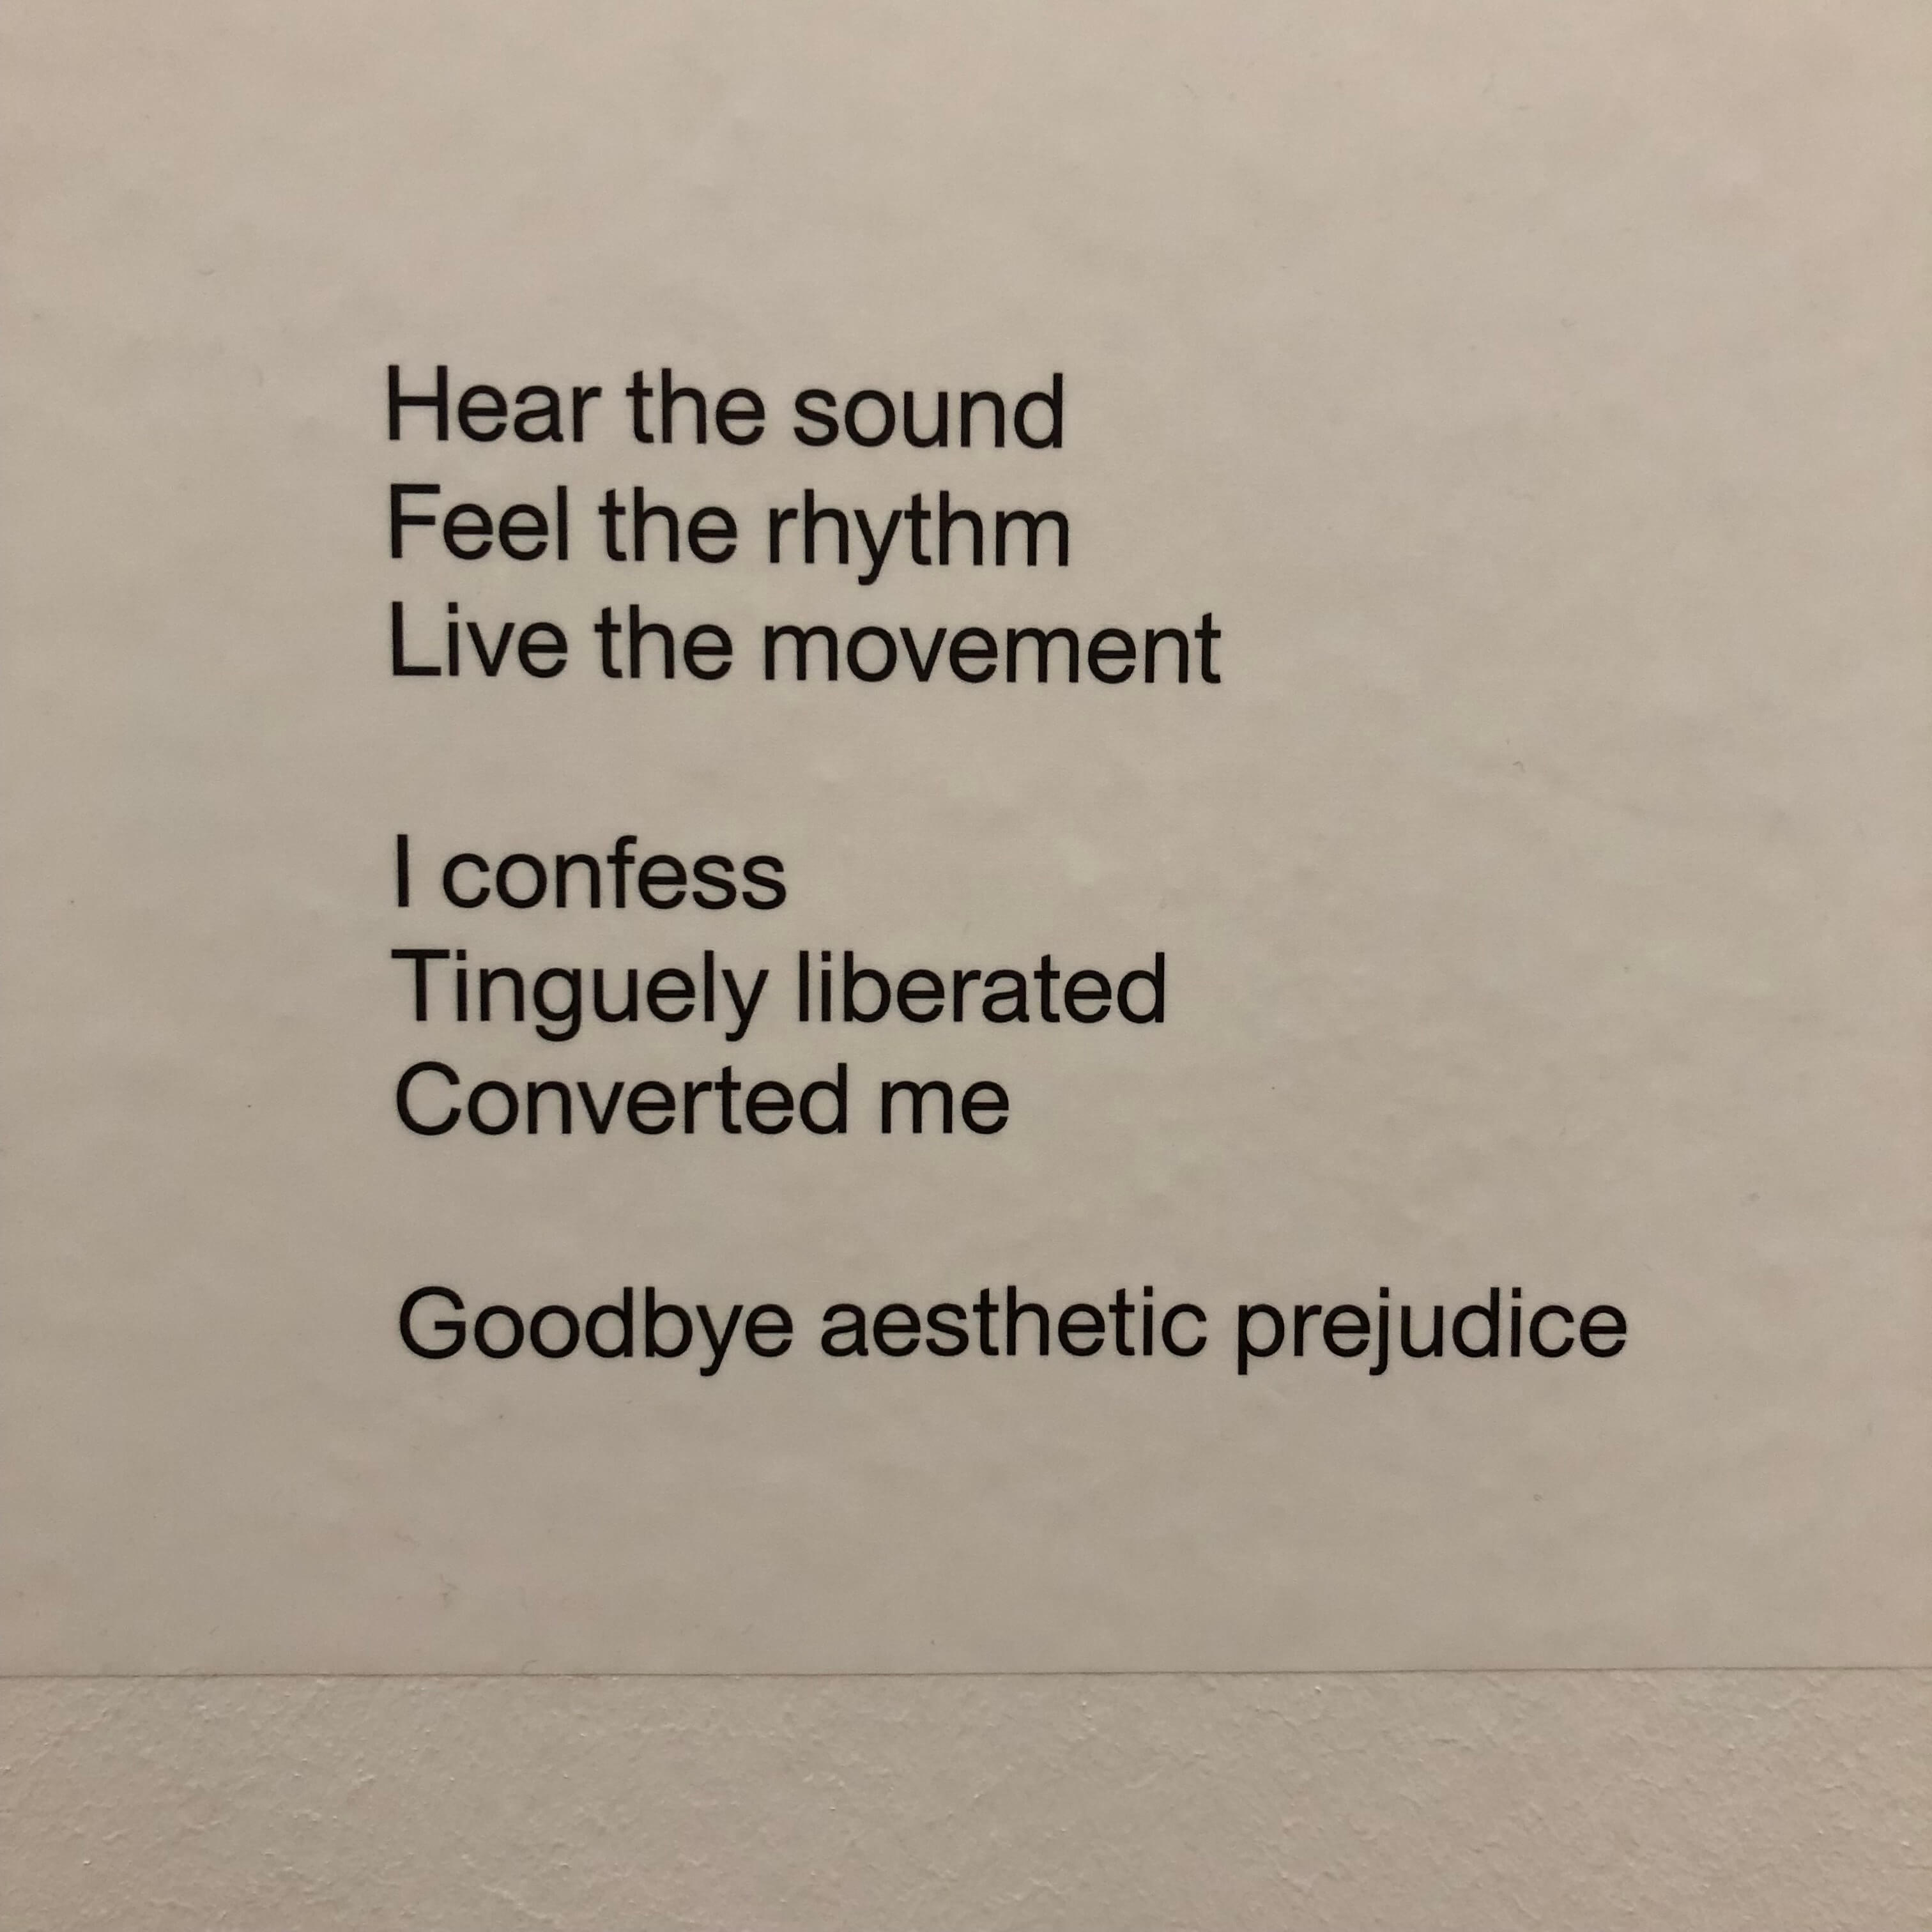 Hear the sound
Feel the rhythm
Live the movement
I confess
Tinguely liberated
Converted me
Goodbye aesthetic prejudice